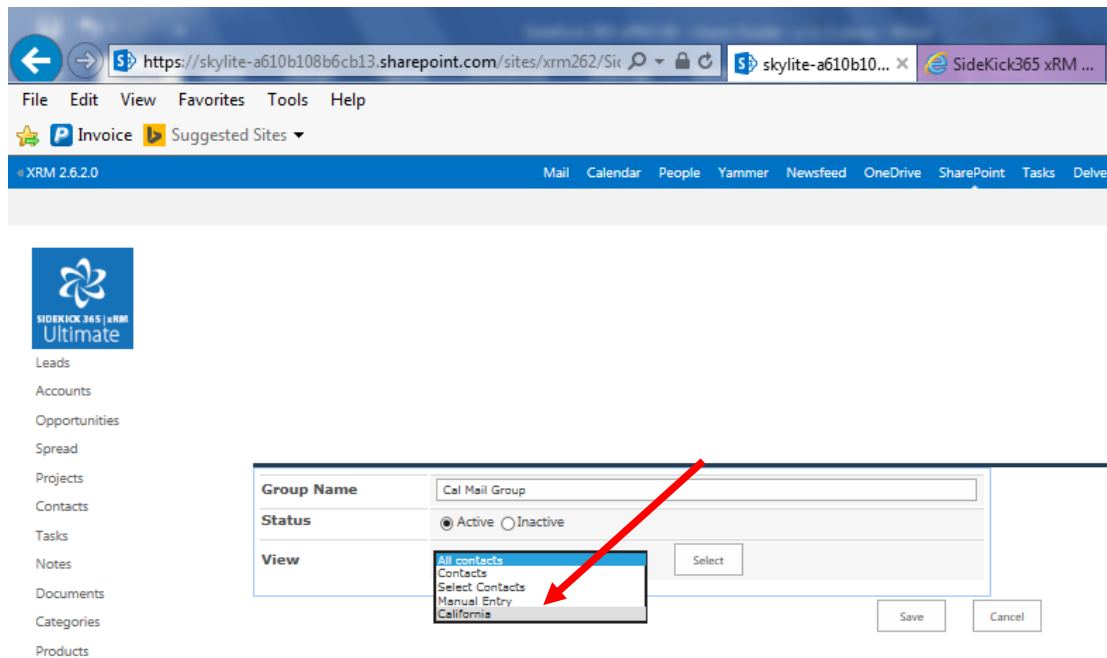 https://skylite-a610b108b6cb13.sharepoint.com/sites/xrm262/Sic skylite-a610b10... SideKick365 xRM ...
File Edit View Favorites Tools Help
Invoice Suggested Sites
XRM 2.6.2.0 Mail Calendar People Yammer Newsfeed OneDrive SharePoint Tasks Delve
SIDEKICK 365 | xRM
Ultimate
Leads
Accounts
Opportunities
Spread
Projects
Contacts
Tasks
Notes
Documents
Categories
Products
Group Name Cal Mail Group
Status Active Inactive
View All contacts Select
Contacts
Select Contacts
Manual Entry
California
Save Cancel